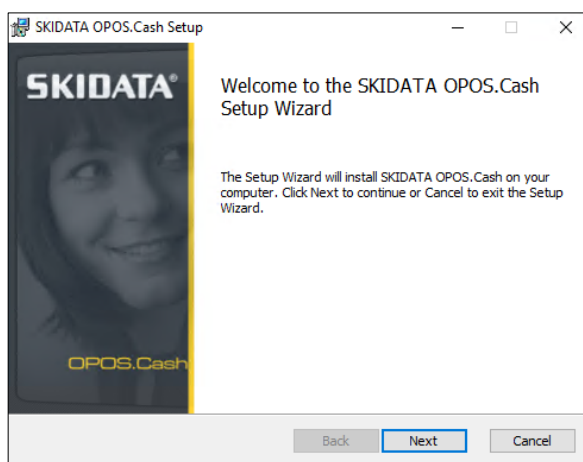 SKIDATA OPOS.Cash Setup
SKIDATA®
Welcome to the SKIDATA OPOS.Cash
Setup Wizard
The Setup Wizard will install SKIDATA OPOS.Cash on your
computer. Click Next to continue or Cancel to exit the Setup
Wizard.
OPOS.Cash
Back Next Cancel